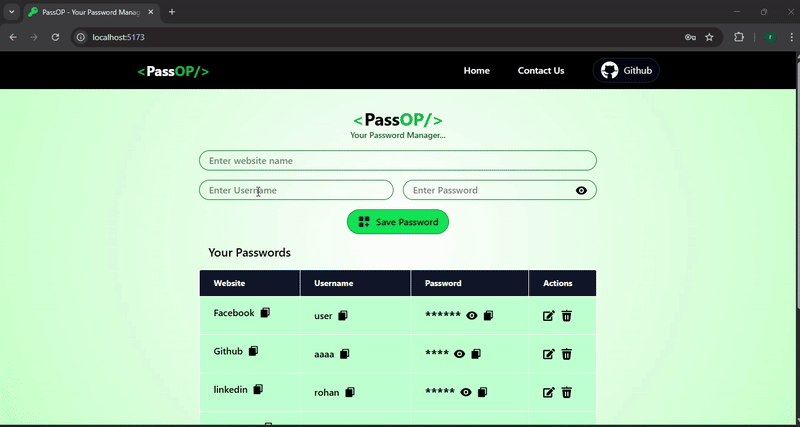 PassOP - Your Password Manag
localhost:5173
r
<PassOP/>
Home
Contact Us
Github
<PassOP/>
Your Password Manager...
Enter website name
Enter Username
Enter Password
Save Password
Your Passwords
Website Username Password Actions
Facebook user ******
Github aaaa ****
linkedin rohan *****